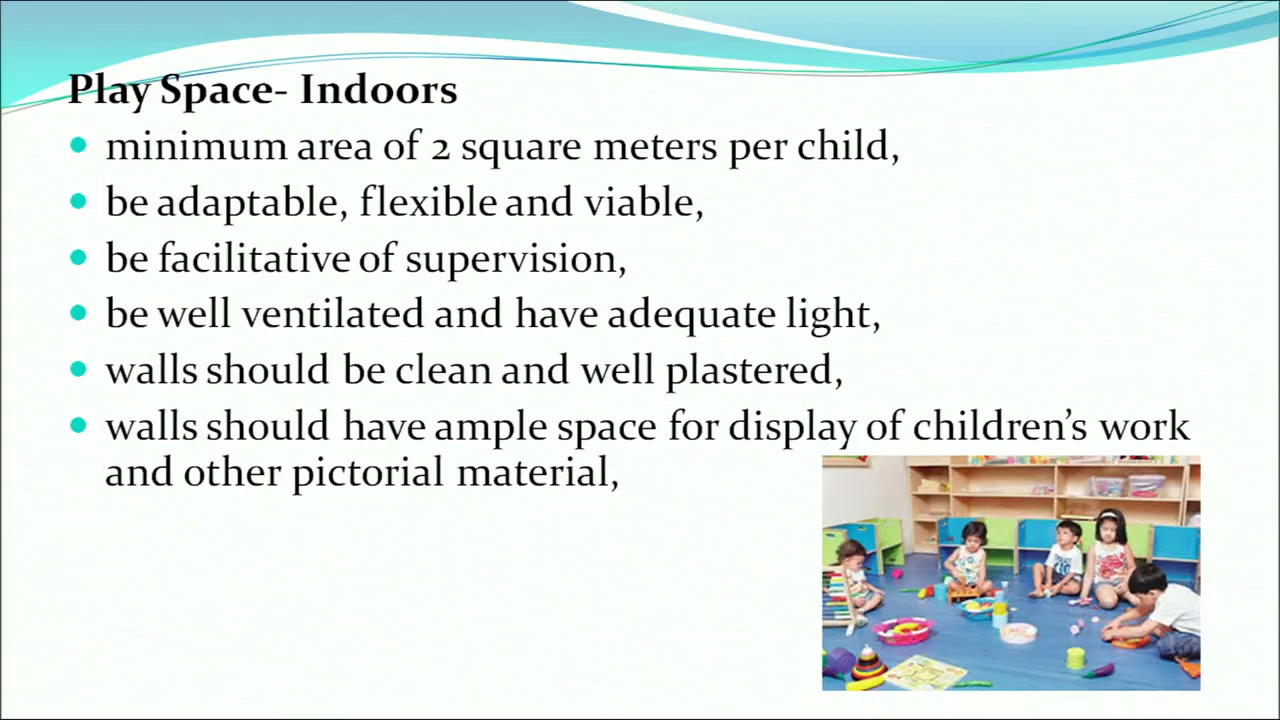 Play Space- Indoors
minimum area of 2 square meters per child,
be adaptable, flexible and viable,
be facilitative of supervision,
be well ventilated and have adequate light,
walls should be clean and well plastered,
walls should have ample space for display of children's work
and other pictorial material,